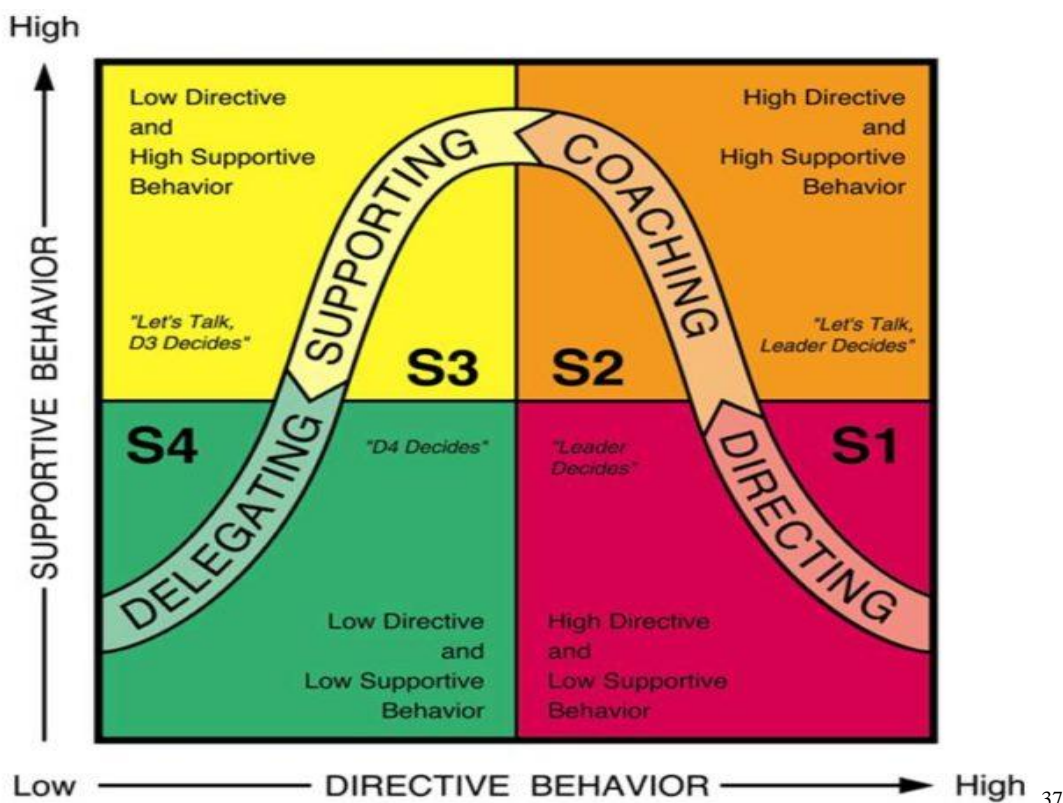 High
Low Directive
and
High Supportive
Behavior
High Directive
and
High Supportive
Behavior
SUPPORTING
COACHING
SUPPORTIVE BEHAVIOR
"Let's Talk,
D3 Decides"
"Let's Talk,
Leader Decides"
S3
S2
S4
"D4 Decides"
"Leader
Decides"
S1
DELEGATING
DIRECTING
Low Directive
and
Low Supportive
Behavior
High Directive
and
Low Supportive
Behavior
Low
DIRECTIVE BEHAVIOR
High
37